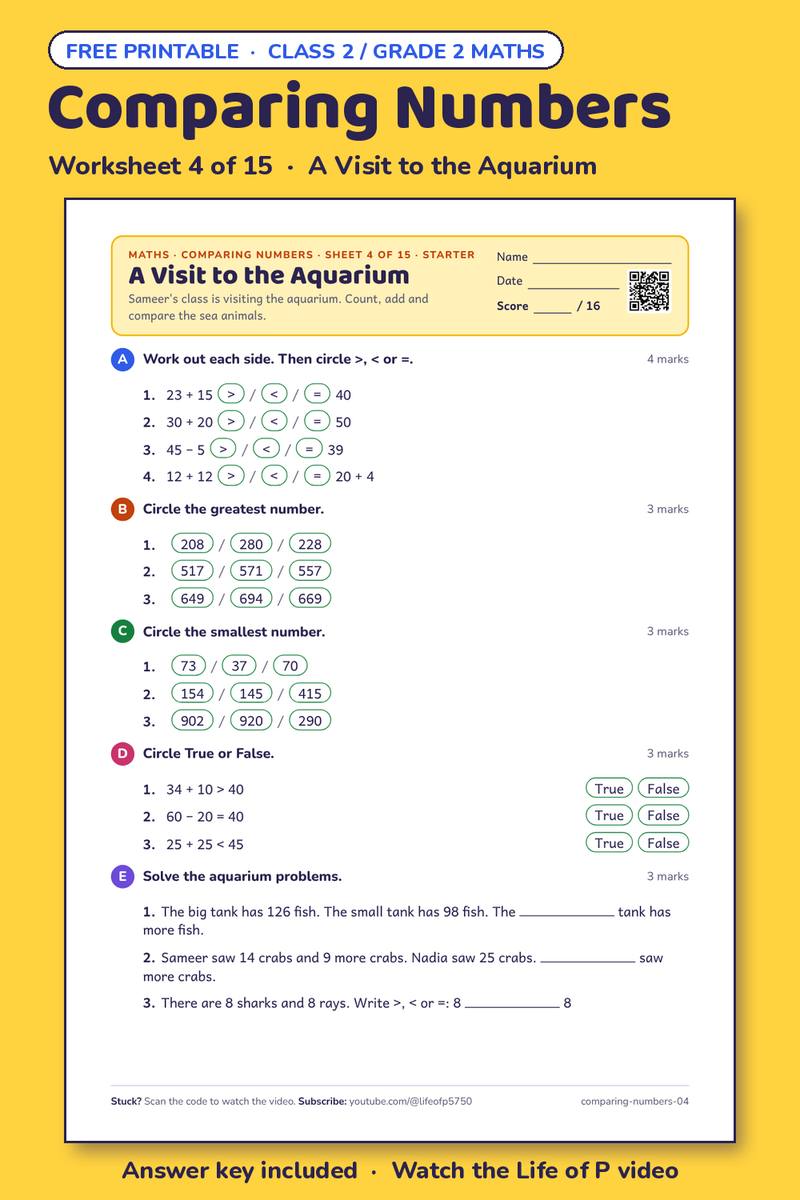 FREE PRINTABLE · CLASS 2 / GRADE 2 MATHS
Comparing Numbers
Worksheet 4 of 15 · A Visit to the Aquarium
MATHS · COMPARING NUMBERS · SHEET 4 OF 15 · STARTER
A Visit to the Aquarium
Sameer's class is visiting the aquarium. Count, add and
compare the sea animals.
Name ____________
Date ____________
Score ______ / 16
A Work out each side. Then circle >, < or =. 4 marks
1. 23 + 15 > / < / = 40
2. 30 + 20 > / < / = 50
3. 45 − 5 > / < / = 39
4. 12 + 12 > / < / = 20 + 4
B Circle the greatest number. 3 marks
1. 208 / 280 / 228
2. 517 / 571 / 557
3. 649 / 694 / 669
C Circle the smallest number. 3 marks
1. 73 / 37 / 70
2. 154 / 145 / 415
3. 902 / 920 / 290
D Circle True or False. 3 marks
1. 34 + 10 > 40 True False
2. 60 − 20 = 40 True False
3. 25 + 25 < 45 True False
E Solve the aquarium problems. 3 marks
1. The big tank has 126 fish. The small tank has 98 fish. The ____________ tank has
more fish.
2. Sameer saw 14 crabs and 9 more crabs. Nadia saw 25 crabs. ____________ saw
more crabs.
3. There are 8 sharks and 8 rays. Write >, < or =: 8 ____________ 8
Stuck? Scan the code to watch the video. Subscribe: youtube.com/@lifeofp5750 comparing-numbers-04
Answer key included · Watch the Life of P video